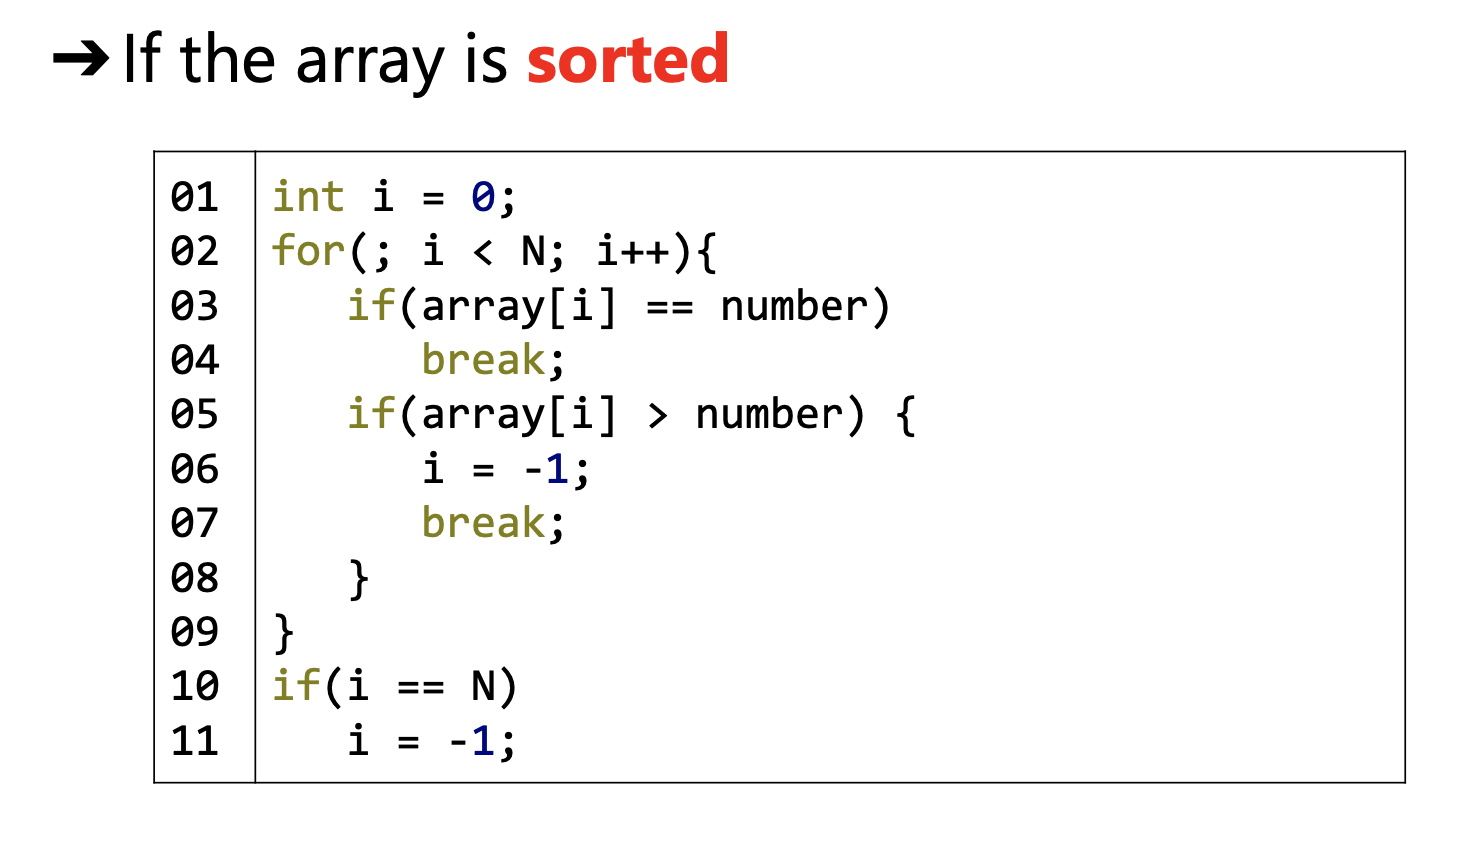 ➔ If the array is sorted
01 int i = 0;
02 for(; i < N; i++){
03    if(array[i] == number)
04       break;
05    if(array[i] > number) {
06       i = -1;
07       break;
08    }
09 }
10 if(i == N)
11    i = -1;